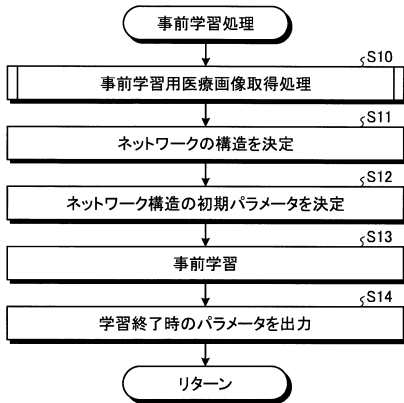 事前学習処理
S10
事前学習用医療画像取得処理
S11
ネットワークの構造を決定
S12
ネットワーク構造の初期パラメータを決定
S13
事前学習
S14
学習終了時のパラメータを出力
リターン